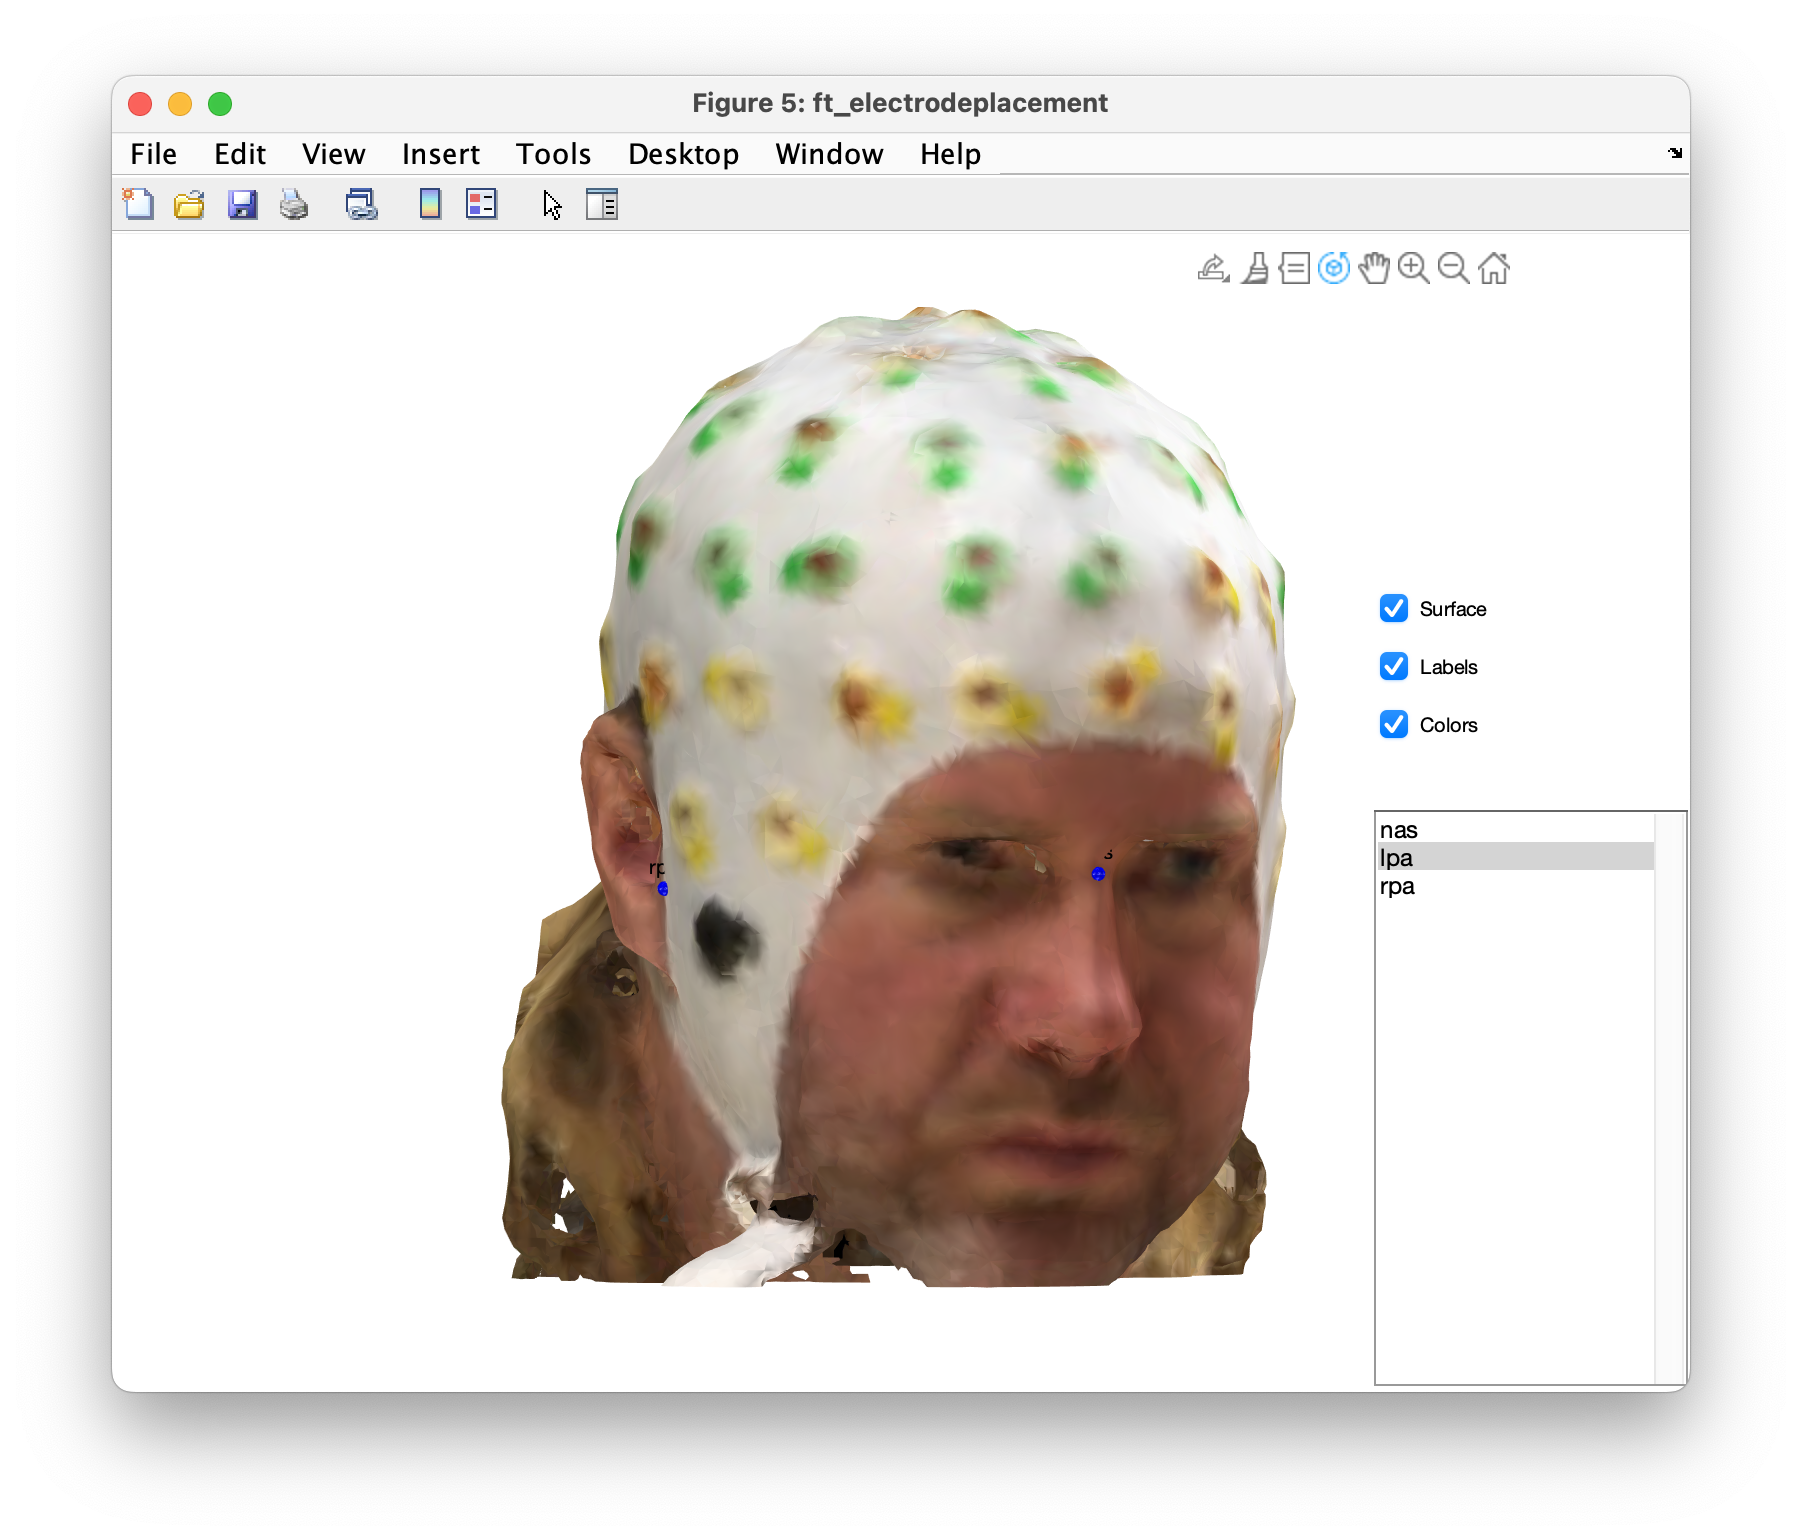 Figure 5: ft_electrodeplacement
File Edit View Insert Tools Desktop Window Help
Surface
Labels
Colors
nas
lpa
rpa
rp
s